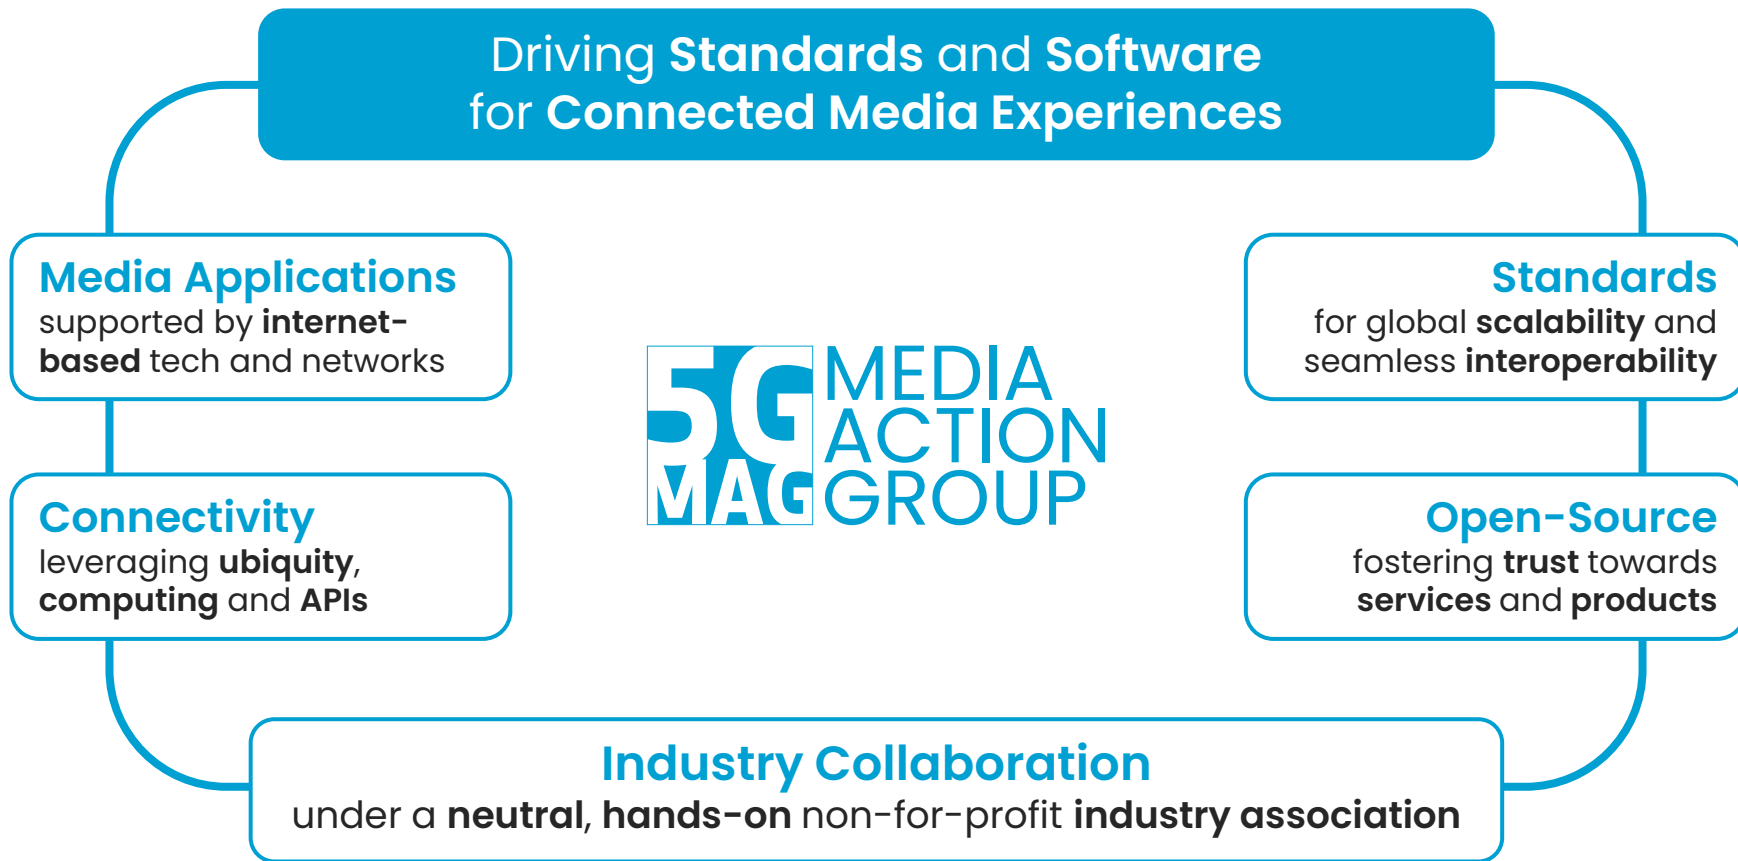 Driving Standards and Software
for Connected Media Experiences
Media Applications
supported by internet-
based tech and networks
Standards
for global scalability and
seamless interoperability
5G
MAG
MEDIA
ACTION
GROUP
Connectivity
leveraging ubiquity,
computing and APIs
Open-Source
fostering trust towards
services and products
Industry Collaboration
under a neutral, hands-on non-for-profit industry association